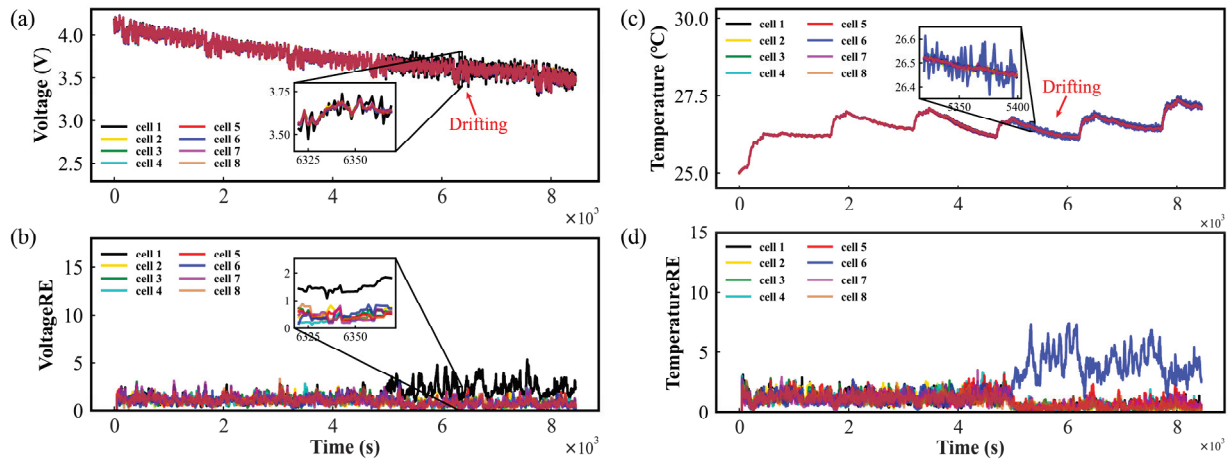 (a)
Voltage (V)
4.0
3.5
3.0
2.5
cell 1 cell 5
cell 2 cell 6
cell 3 cell 7
cell 4 cell 8
3.75
3.50
6325 6350
Drifting
0 2 4 6 8
×10³
(b)
VoltageRE
15
10
5
0
cell 1 cell 5
cell 2 cell 6
cell 3 cell 7
cell 4 cell 8
2
1
0
6325 6350
0 2 4 6 8
Time (s)
×10³
(c)
Temperature (°C)
30.0
27.5
25.0
cell 1 cell 5
cell 2 cell 6
cell 3 cell 7
cell 4 cell 8
26.6
26.5
26.4
5350 5400
Drifting
0 2 4 6 8
×10³
(d)
TemperatureRE
15
10
5
0
cell 1 cell 5
cell 2 cell 6
cell 3 cell 7
cell 4 cell 8
0 2 4 6 8
Time (s)
×10³